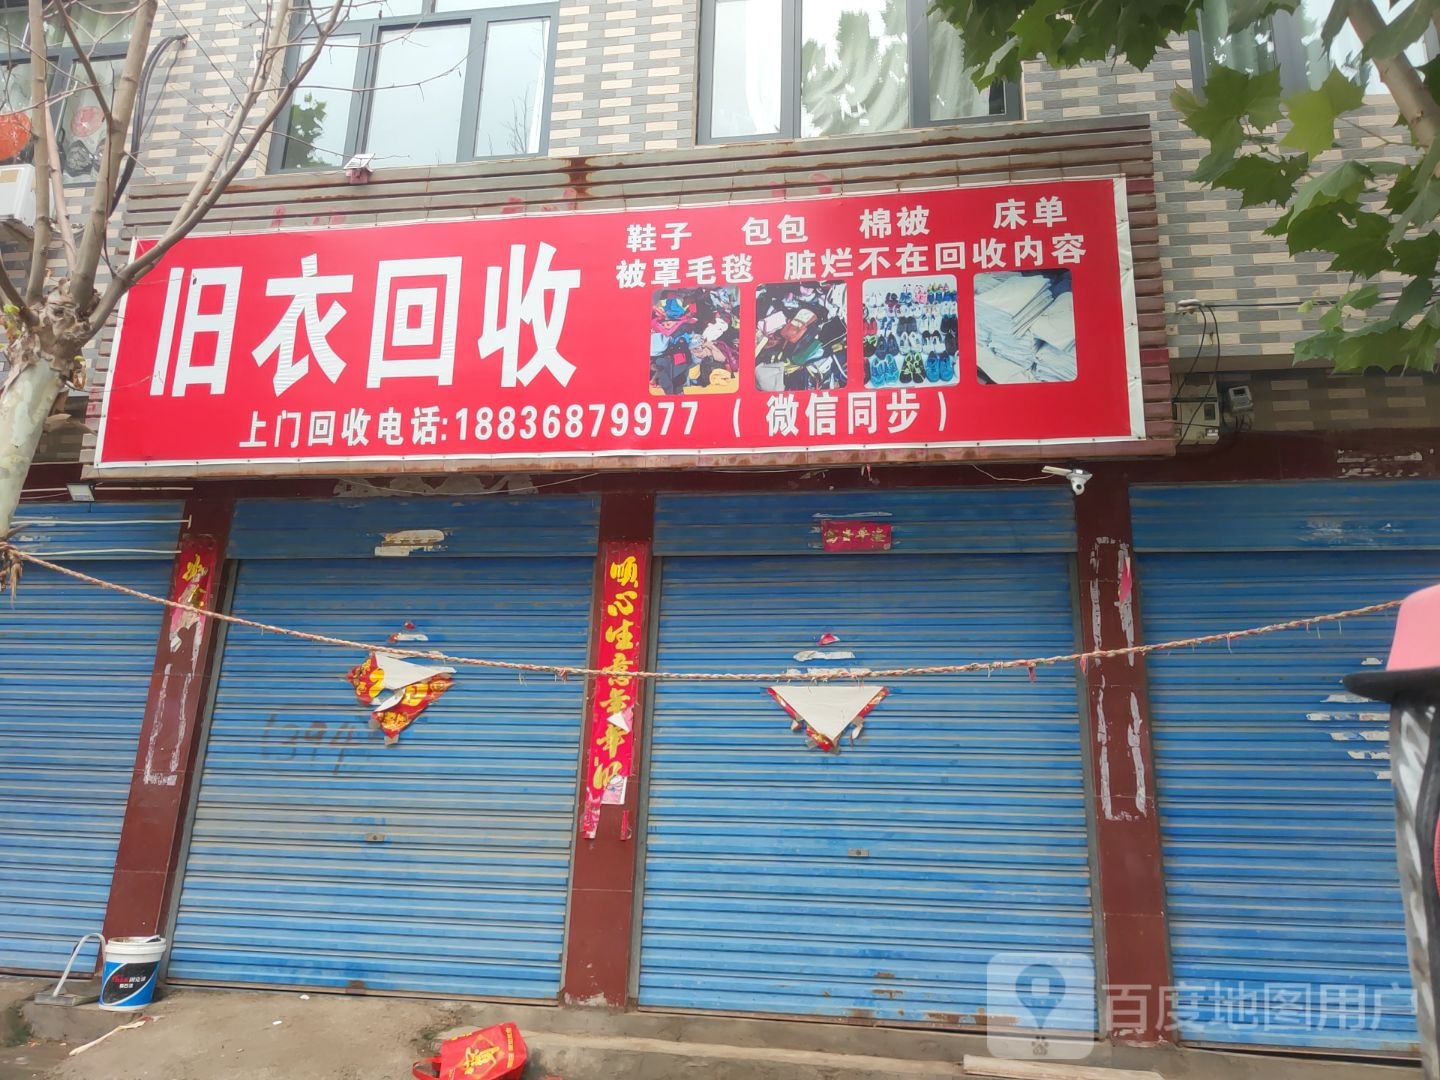 鞋子 包包 棉被 床单
被罩毛毯 脏烂不在回收内容
旧衣回收
上门回收电话:18836879977（微信同步）
顺心生意年年旺
1394
百度地图用户